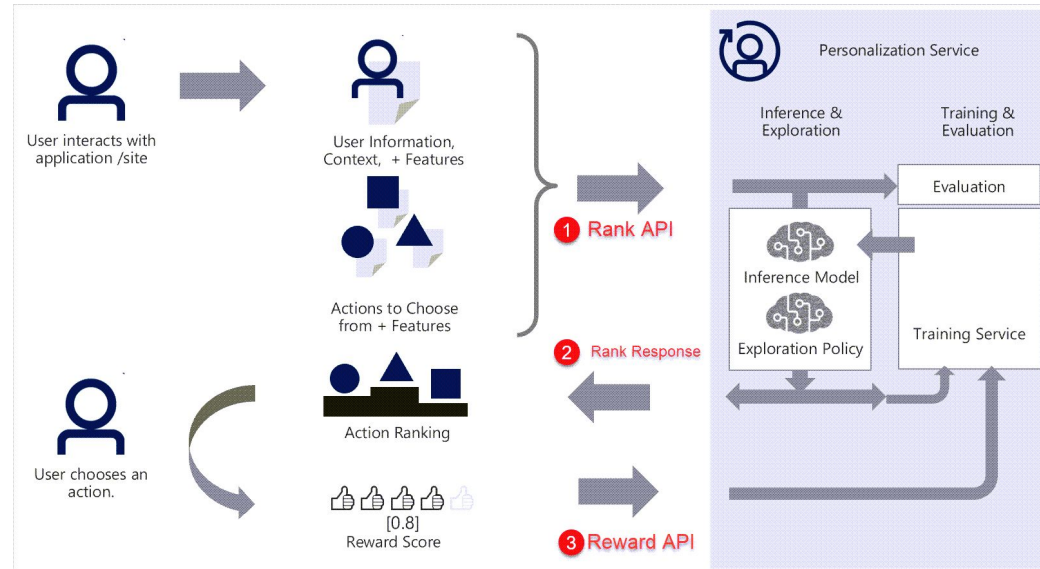 User interacts with
application /site
User Information,
Context, + Features
Actions to Choose
from + Features
1 Rank API
Personalization Service
Inference &
Exploration
Training &
Evaluation
Evaluation
Inference Model
Exploration Policy
Training Service
2 Rank Response
Action Ranking
User chooses an
action.
[0.8]
Reward Score
3 Reward API